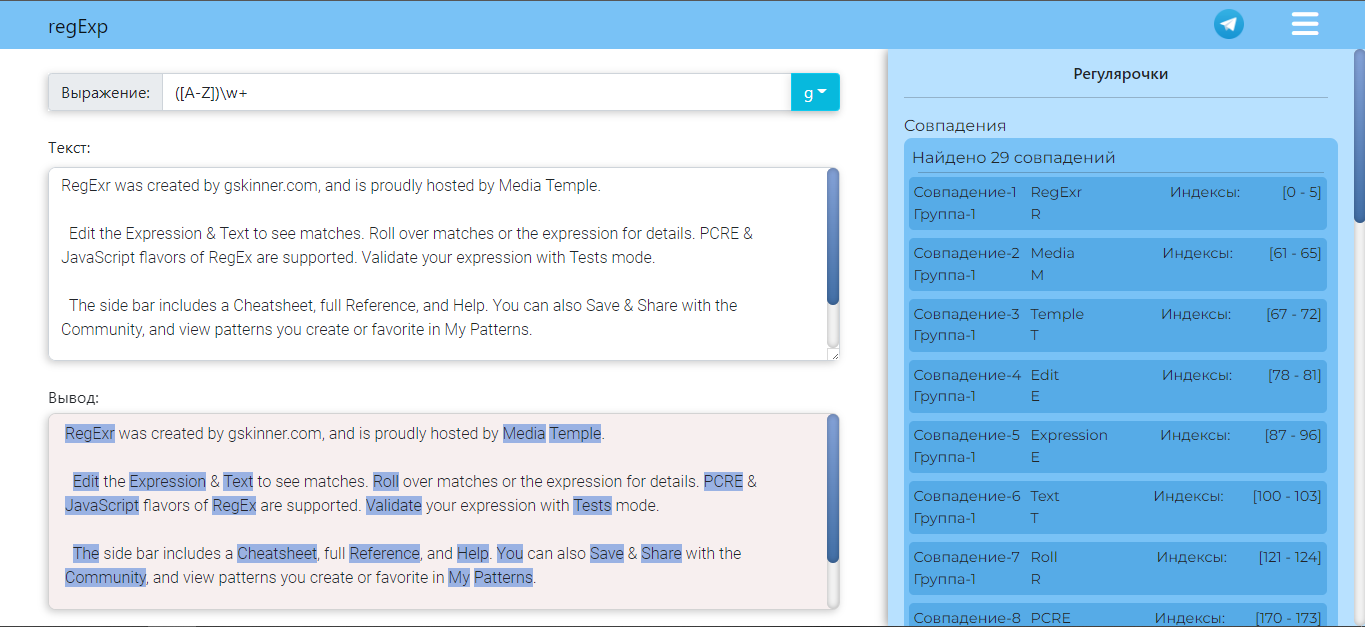 regExp
Выражение: ([A-Z])\w+ g
Текст:
RegExr was created by gskinner.com, and is proudly hosted by Media Temple.
Edit the Expression & Text to see matches. Roll over matches or the expression for details. PCRE &
JavaScript flavors of RegEx are supported. Validate your expression with Tests mode.
The side bar includes a Cheatsheet, full Reference, and Help. You can also Save & Share with the
Community, and view patterns you create or favorite in My Patterns.
Вывод:
RegExr was created by gskinner.com, and is proudly hosted by Media Temple.
Edit the Expression & Text to see matches. Roll over matches or the expression for details. PCRE &
JavaScript flavors of RegEx are supported. Validate your expression with Tests mode.
The side bar includes a Cheatsheet, full Reference, and Help. You can also Save & Share with the
Community, and view patterns you create or favorite in My Patterns.
Регулярочки
Совпадения
Найдено 29 совпадений
Совпадение-1 RegExr Индексы: [0 - 5]
Группа-1 R
Совпадение-2 Media Индексы: [61 - 65]
Группа-1 M
Совпадение-3 Temple Индексы: [67 - 72]
Группа-1 T
Совпадение-4 Edit Индексы: [78 - 81]
Группа-1 E
Совпадение-5 Expression Индексы: [87 - 96]
Группа-1 E
Совпадение-6 Text Индексы: [100 - 103]
Группа-1 T
Совпадение-7 Roll Индексы: [121 - 124]
Группа-1 R
Совпадение-8 PCRE Индексы: [170 - 173]